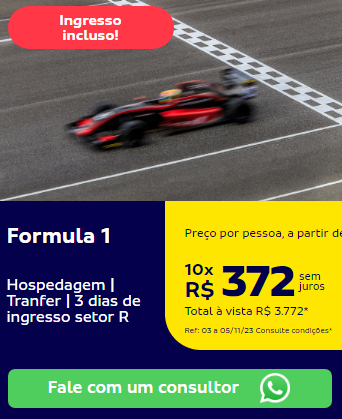 Ingresso
incluso!
Formula 1
Hospedagem |
Tranfer | 3 dias de
ingresso setor R
Preço por pessoa, a partir de
10x
R$ 372 sem
juros
Total à vista R$ 3.772*
Ref: 03 a 05/11/23 Consulte condições*
Fale com um consultor